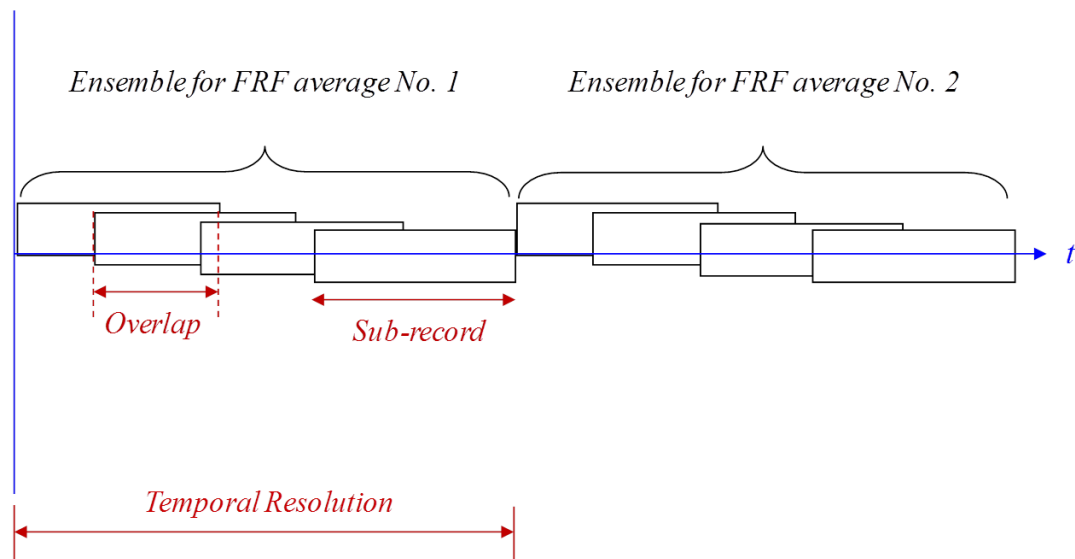 Ensemble for FRF average No. 1
Ensemble for FRF average No. 2
t
Overlap
Sub-record
Temporal Resolution